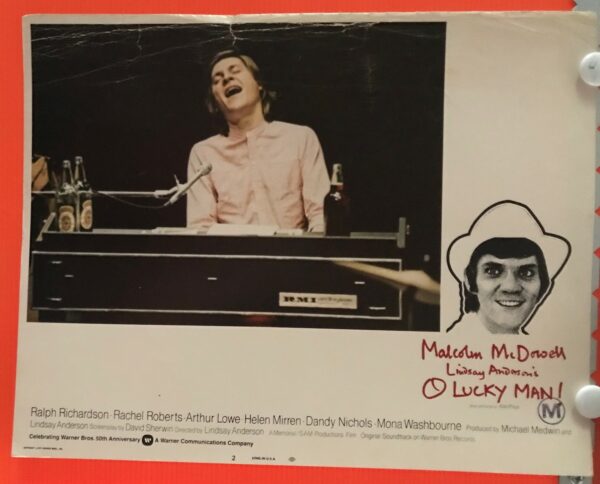 RMI
Malcolm McDowell
Lindsay Anderson's
O LUCKY MAN!
M
Ralph Richardson · Rachel Roberts · Arthur Lowe · Helen Mirren · Dandy Nichols · Mona Washbourne · Produced by Michael Medwin and
Lindsay Anderson Screenplay by David Sherwin Directed by Lindsay Anderson A Memorial/SAM Productions Film Original Soundtrack on Warner Bros. Records
Celebrating Warner Bros. 50th Anniversary W A Warner Communications Company
2